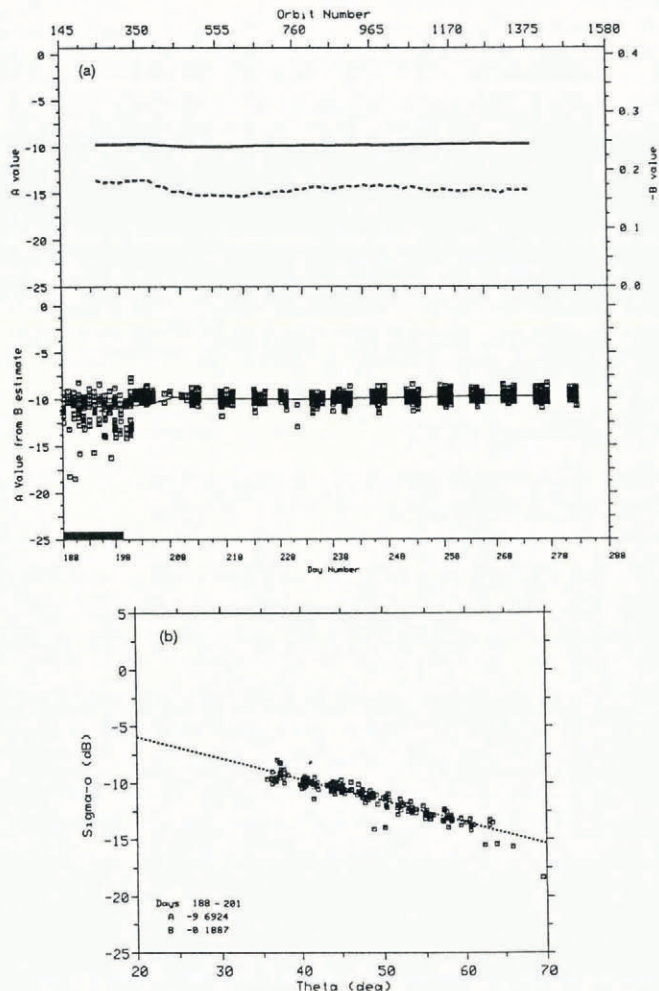 Orbit Number
145 350 555 760 965 1170 1375 1580
(a)
0
-5
-10
-15
-20
-25
A value
0.4
0.3
0.2
0.1
0.0
-B value
0
-5
-10
-15
-20
-25
A Value from B estimate
180 190 200 210 220 230 240 250 260 270 280 290
Day Number
(b)
5
0
-5
-10
-15
-20
-25
Sigma-o (dB)
Days 188 - 201
A -9 6924
B -0 1887
20 30 40 50 60 70
Theta (deg)